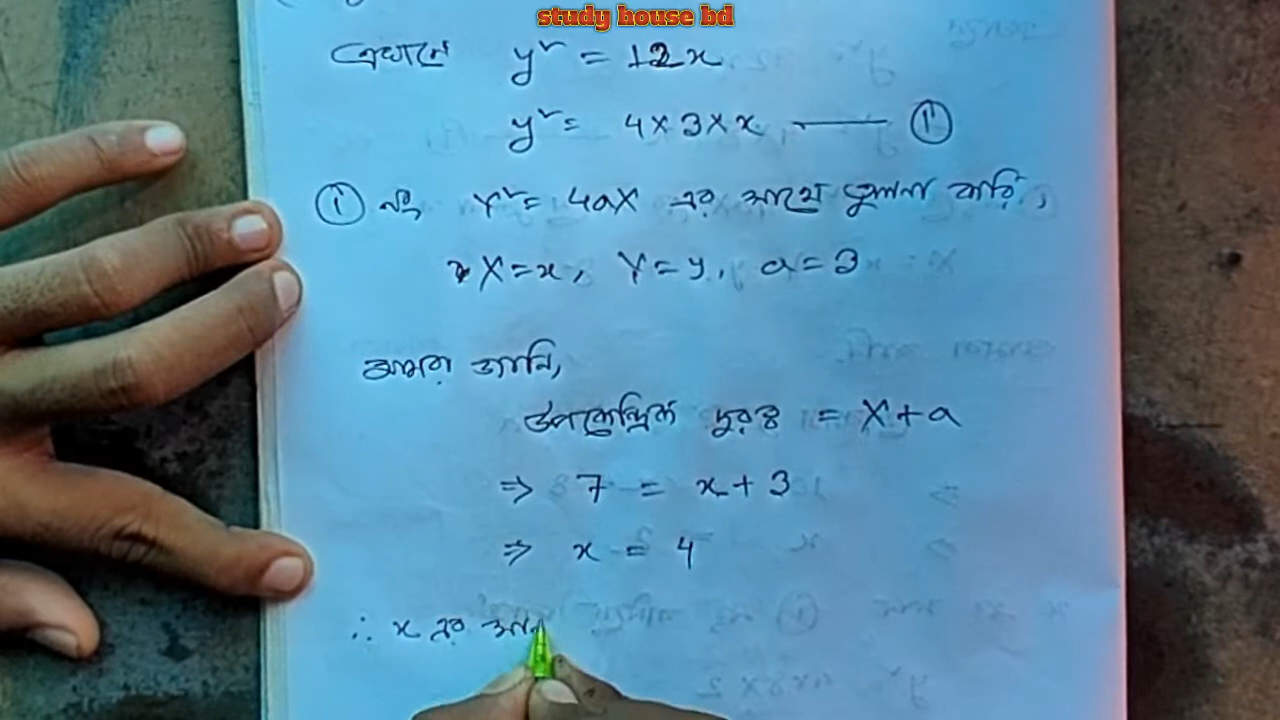 study house bd
এখানে y² = 12x
y² = 4×3×x —— ①
① নং Y² = 4aX এর সাথে তুলনা করি,
X = x, Y = y, a = 3
আমরা জানি,
উপকেন্দ্রিক দূরত্ব = X + a
⇒ 7 = x + 3
⇒ x = 4
∴ x এর মান